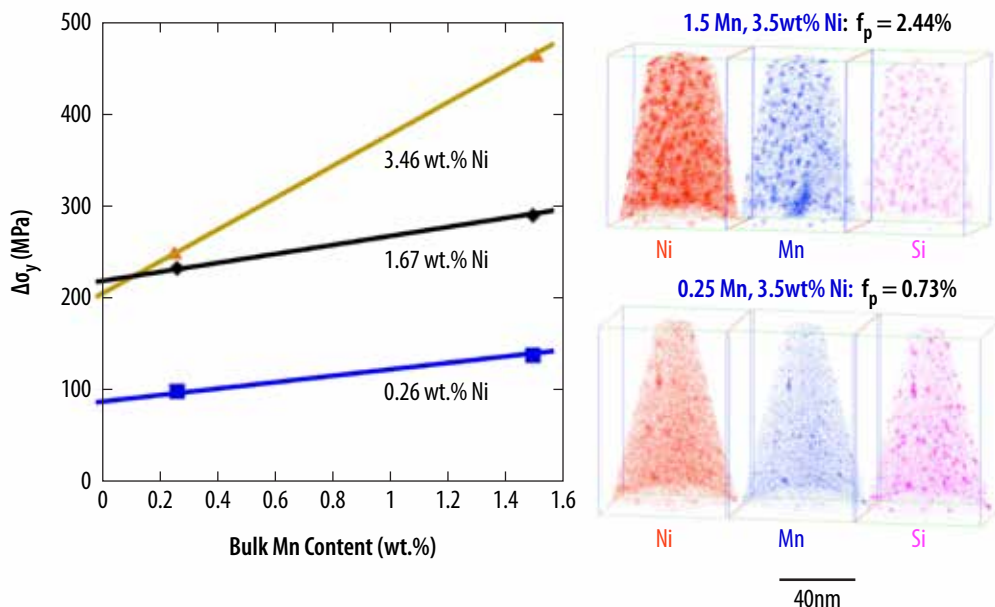 500
400
300
200
100
0
0
0.2
0.4
0.6
0.8
1
1.2
1.4
1.6
Δσy (MPa)
Bulk Mn Content (wt.%)
3.46 wt.% Ni
1.67 wt.% Ni
0.26 wt.% Ni
1.5 Mn, 3.5wt% Ni: fp = 2.44%
Ni
Mn
Si
0.25 Mn, 3.5wt% Ni: fp = 0.73%
Ni
Mn
Si
40nm